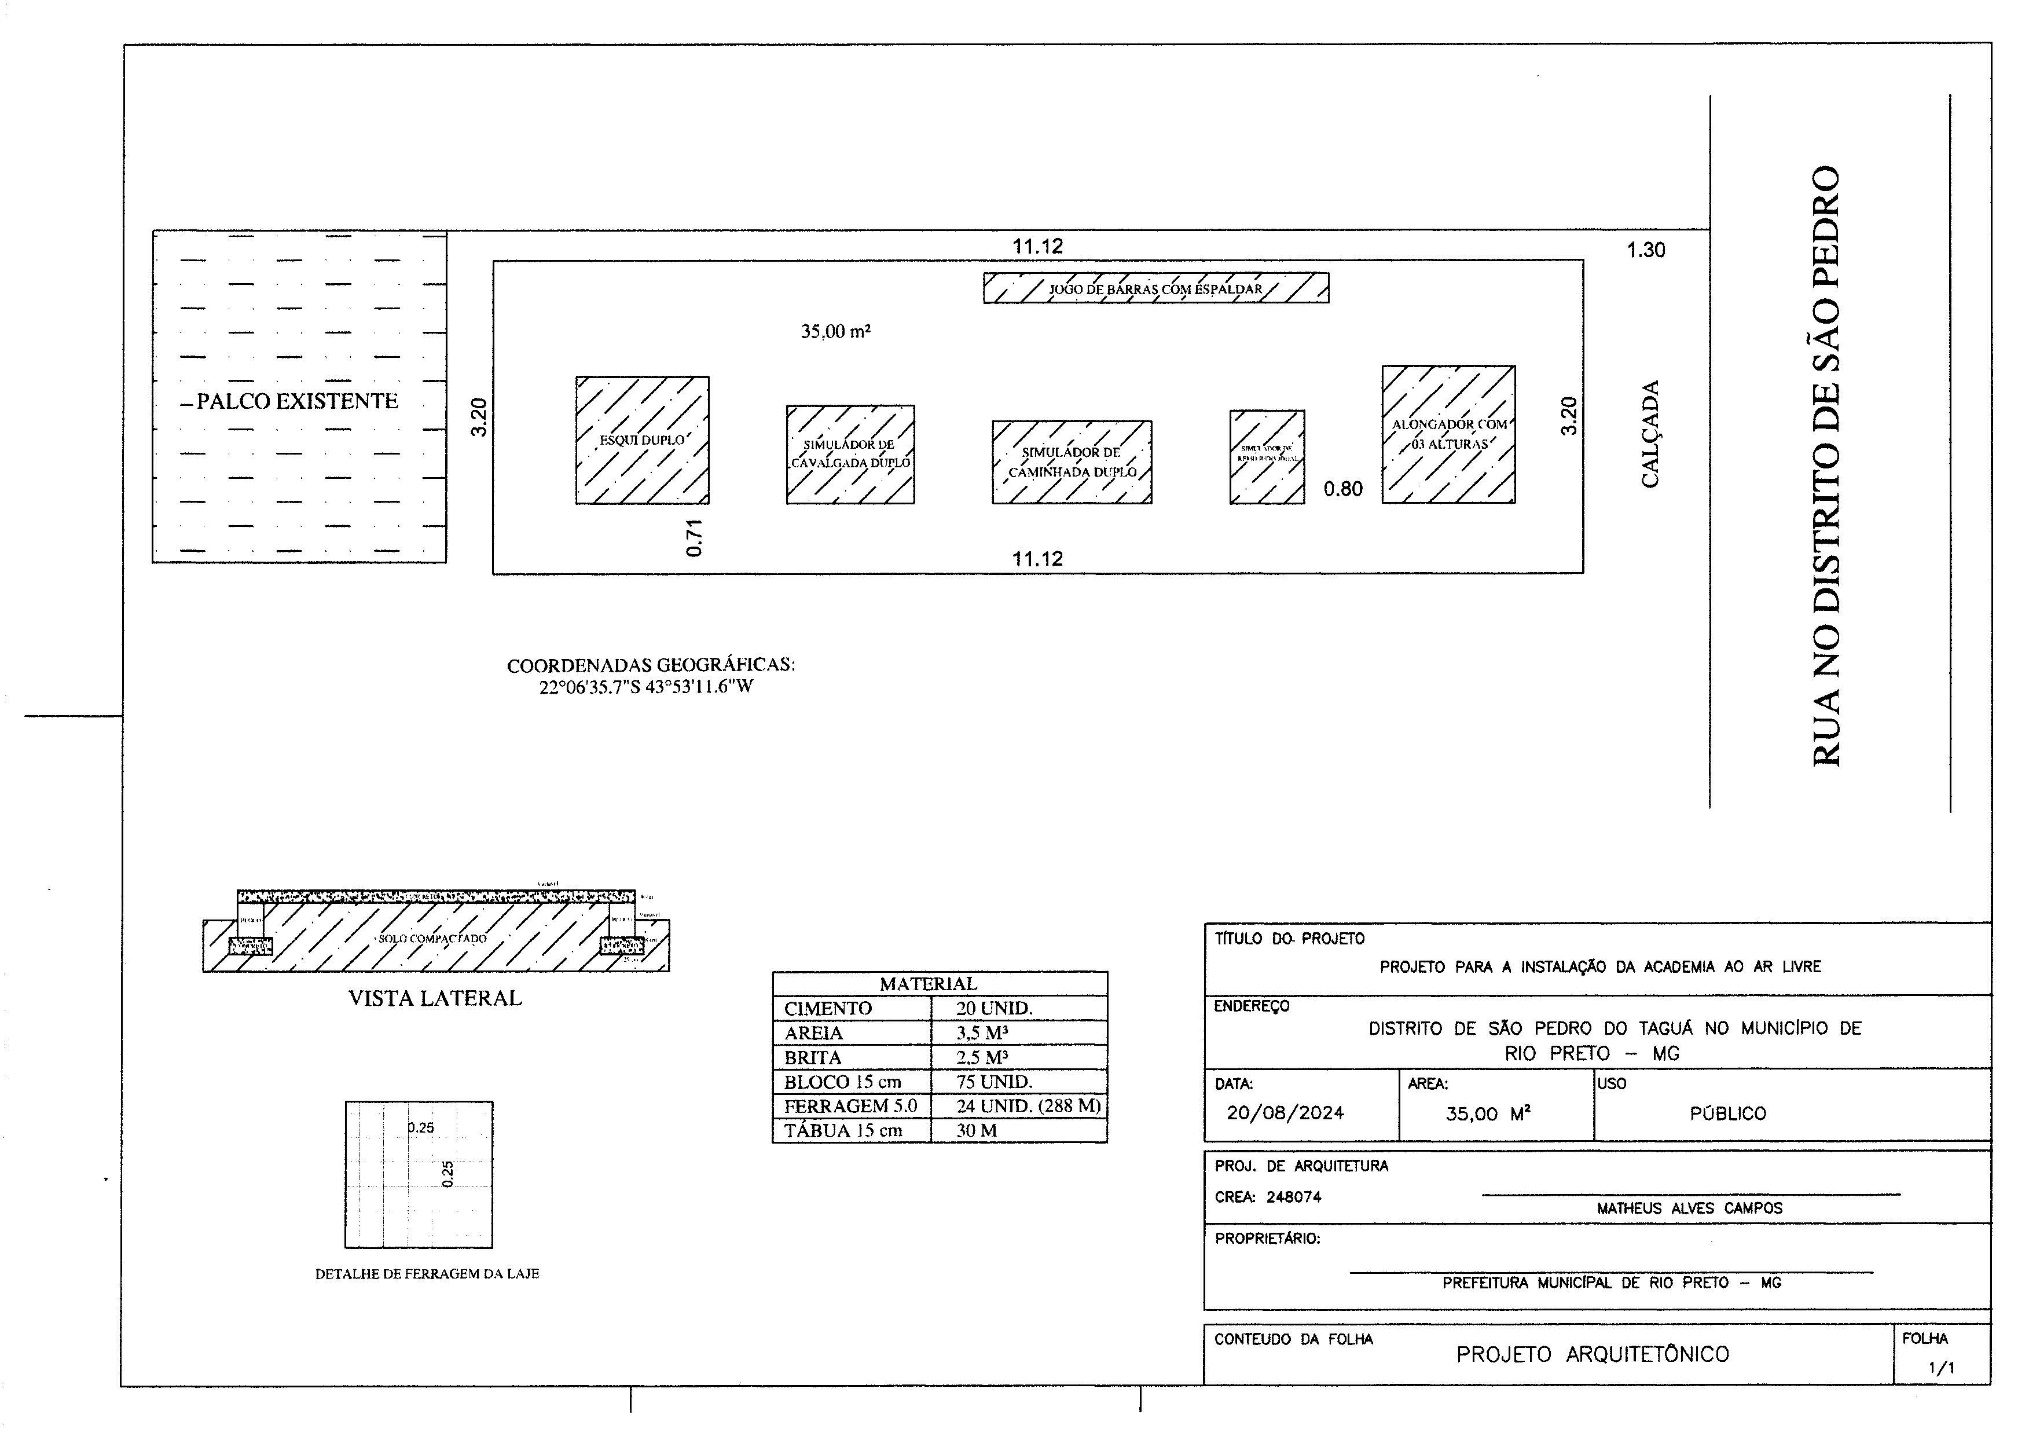 11.12
1.30
JOGO DE BARRAS COM ESPALDAR
35,00 m²
PALCO EXISTENTE
3.20
ESQUI DUPLO
SIMULADOR DE
CAVALGADA DUPLO
SIMULADOR DE
CAMINHADA DUPLO
SIMULADOR DE
0.80
ALONGADOR COM
03 ALTURAS
3.20
CALÇADA
RUA NO DISTRITO DE SÃO PEDRO
0.71
11.12
COORDENADAS GEOGRÁFICAS:
22°06'35.7"S 43°53'11.6"W
SOLO COMPACTADO
VISTA LATERAL
0.25
0.25
DETALHE DE FERRAGEM DA LAJE
MATERIAL
CIMENTO 20 UNID.
AREIA 3,5 M³
BRITA 2,5 M³
BLOCO 15 cm 75 UNID.
FERRAGEM 5.0 24 UNID. (288 M)
TÁBUA 15 cm 30 M
TÍTULO DO PROJETO
PROJETO PARA A INSTALAÇÃO DA ACADEMIA AO AR LIVRE
ENDEREÇO
DISTRITO DE SÃO PEDRO DO TAGUÁ NO MUNICÍPIO DE
RIO PRETO – MG
DATA: AREA: USO
20/08/2024 35,00 M² PÚBLICO
PROJ. DE ARQUITETURA
CREA: 248074
MATHEUS ALVES CAMPOS
PROPRIETÁRIO:
PREFEITURA MUNICÍPAL DE RIO PRETO – MG
CONTEUDO DA FOLHA
PROJETO ARQUITETÔNICO
FOLHA
1/1